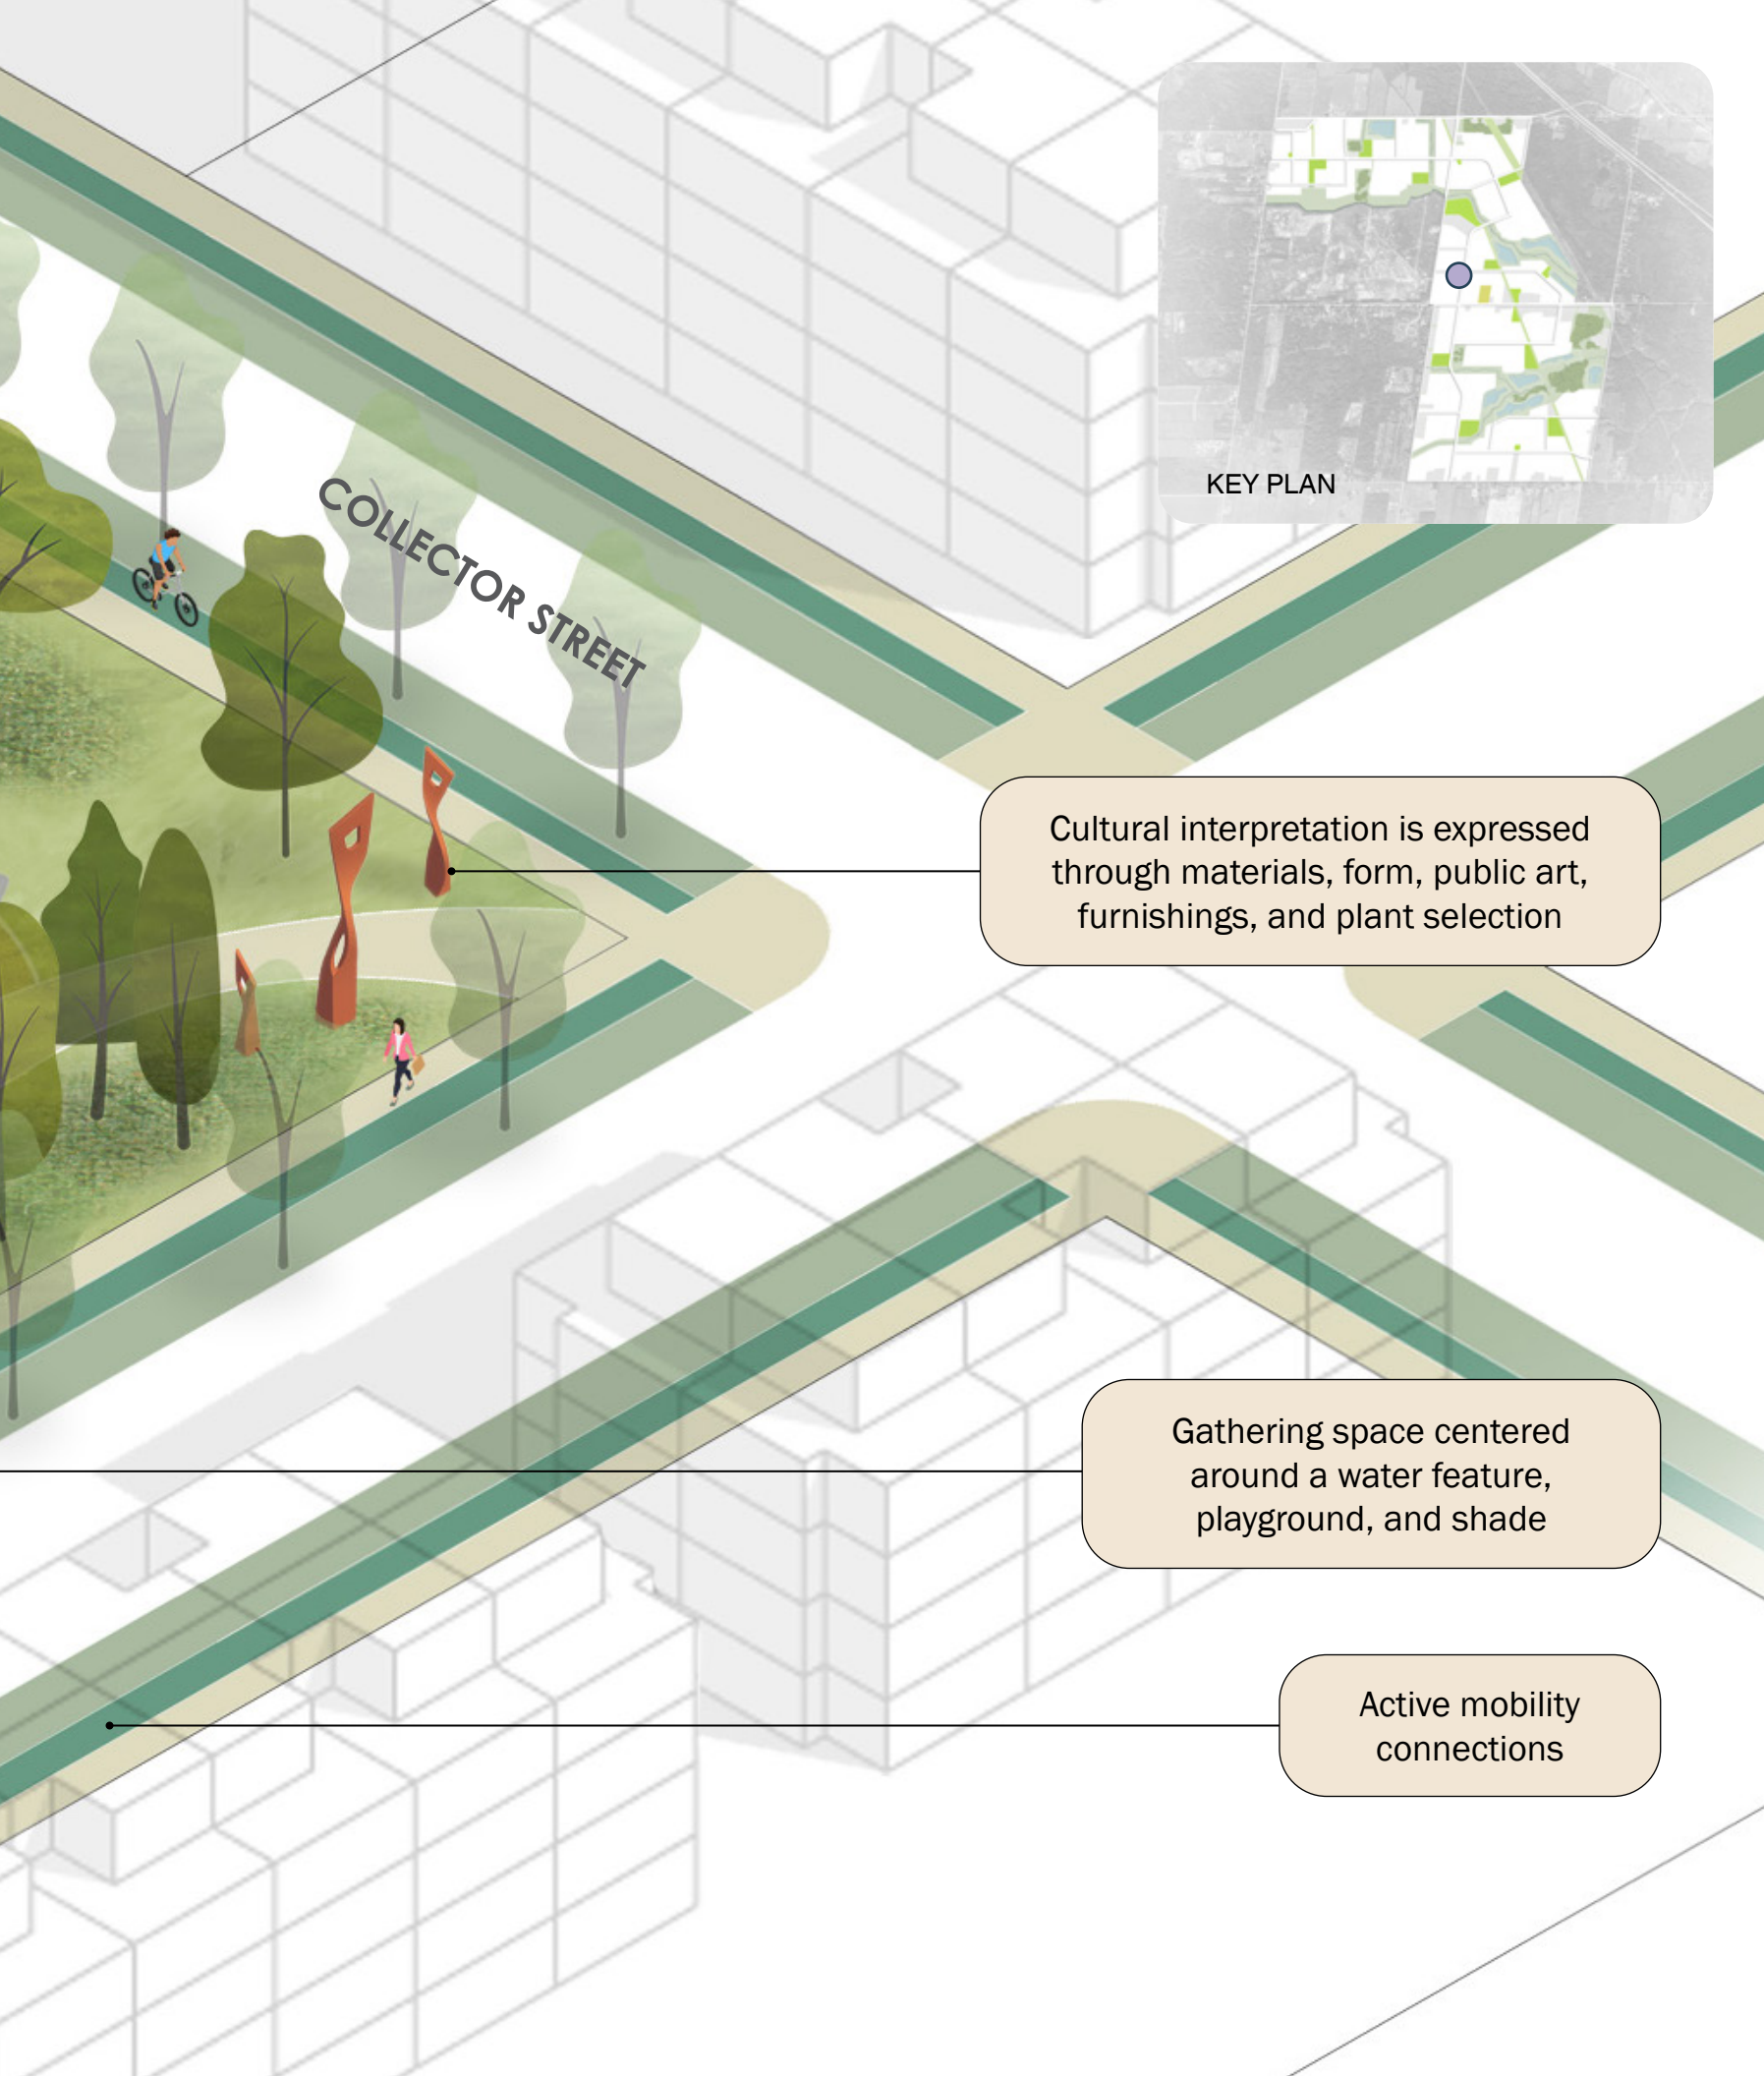 KEY PLAN
COLLECTOR STREET
Cultural interpretation is expressed
through materials, form, public art,
furnishings, and plant selection
Gathering space centered
around a water feature,
playground, and shade
Active mobility
connections